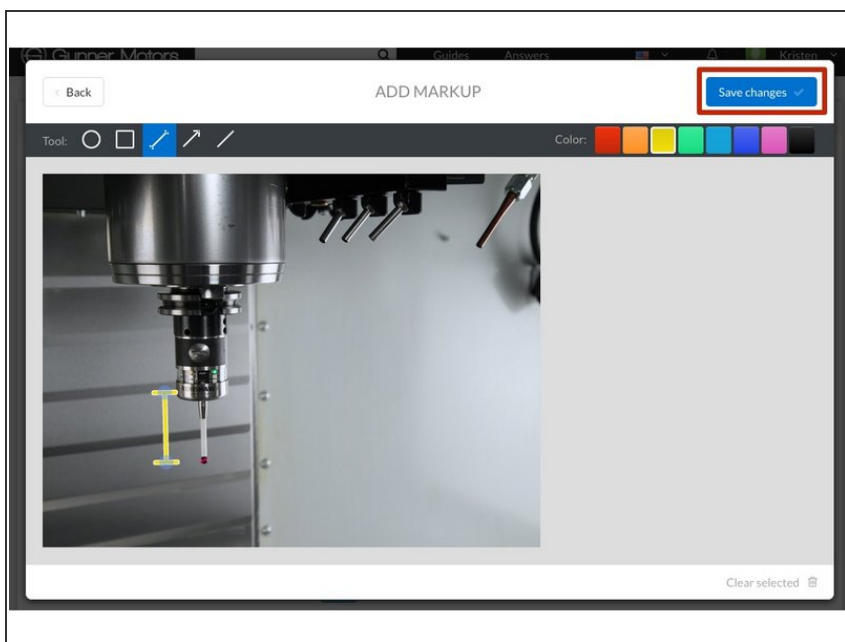 Gunner Motors
Guides
Answers
Kristen
Back
ADD MARKUP
Save changes
Tool:
Color:
Clear selected